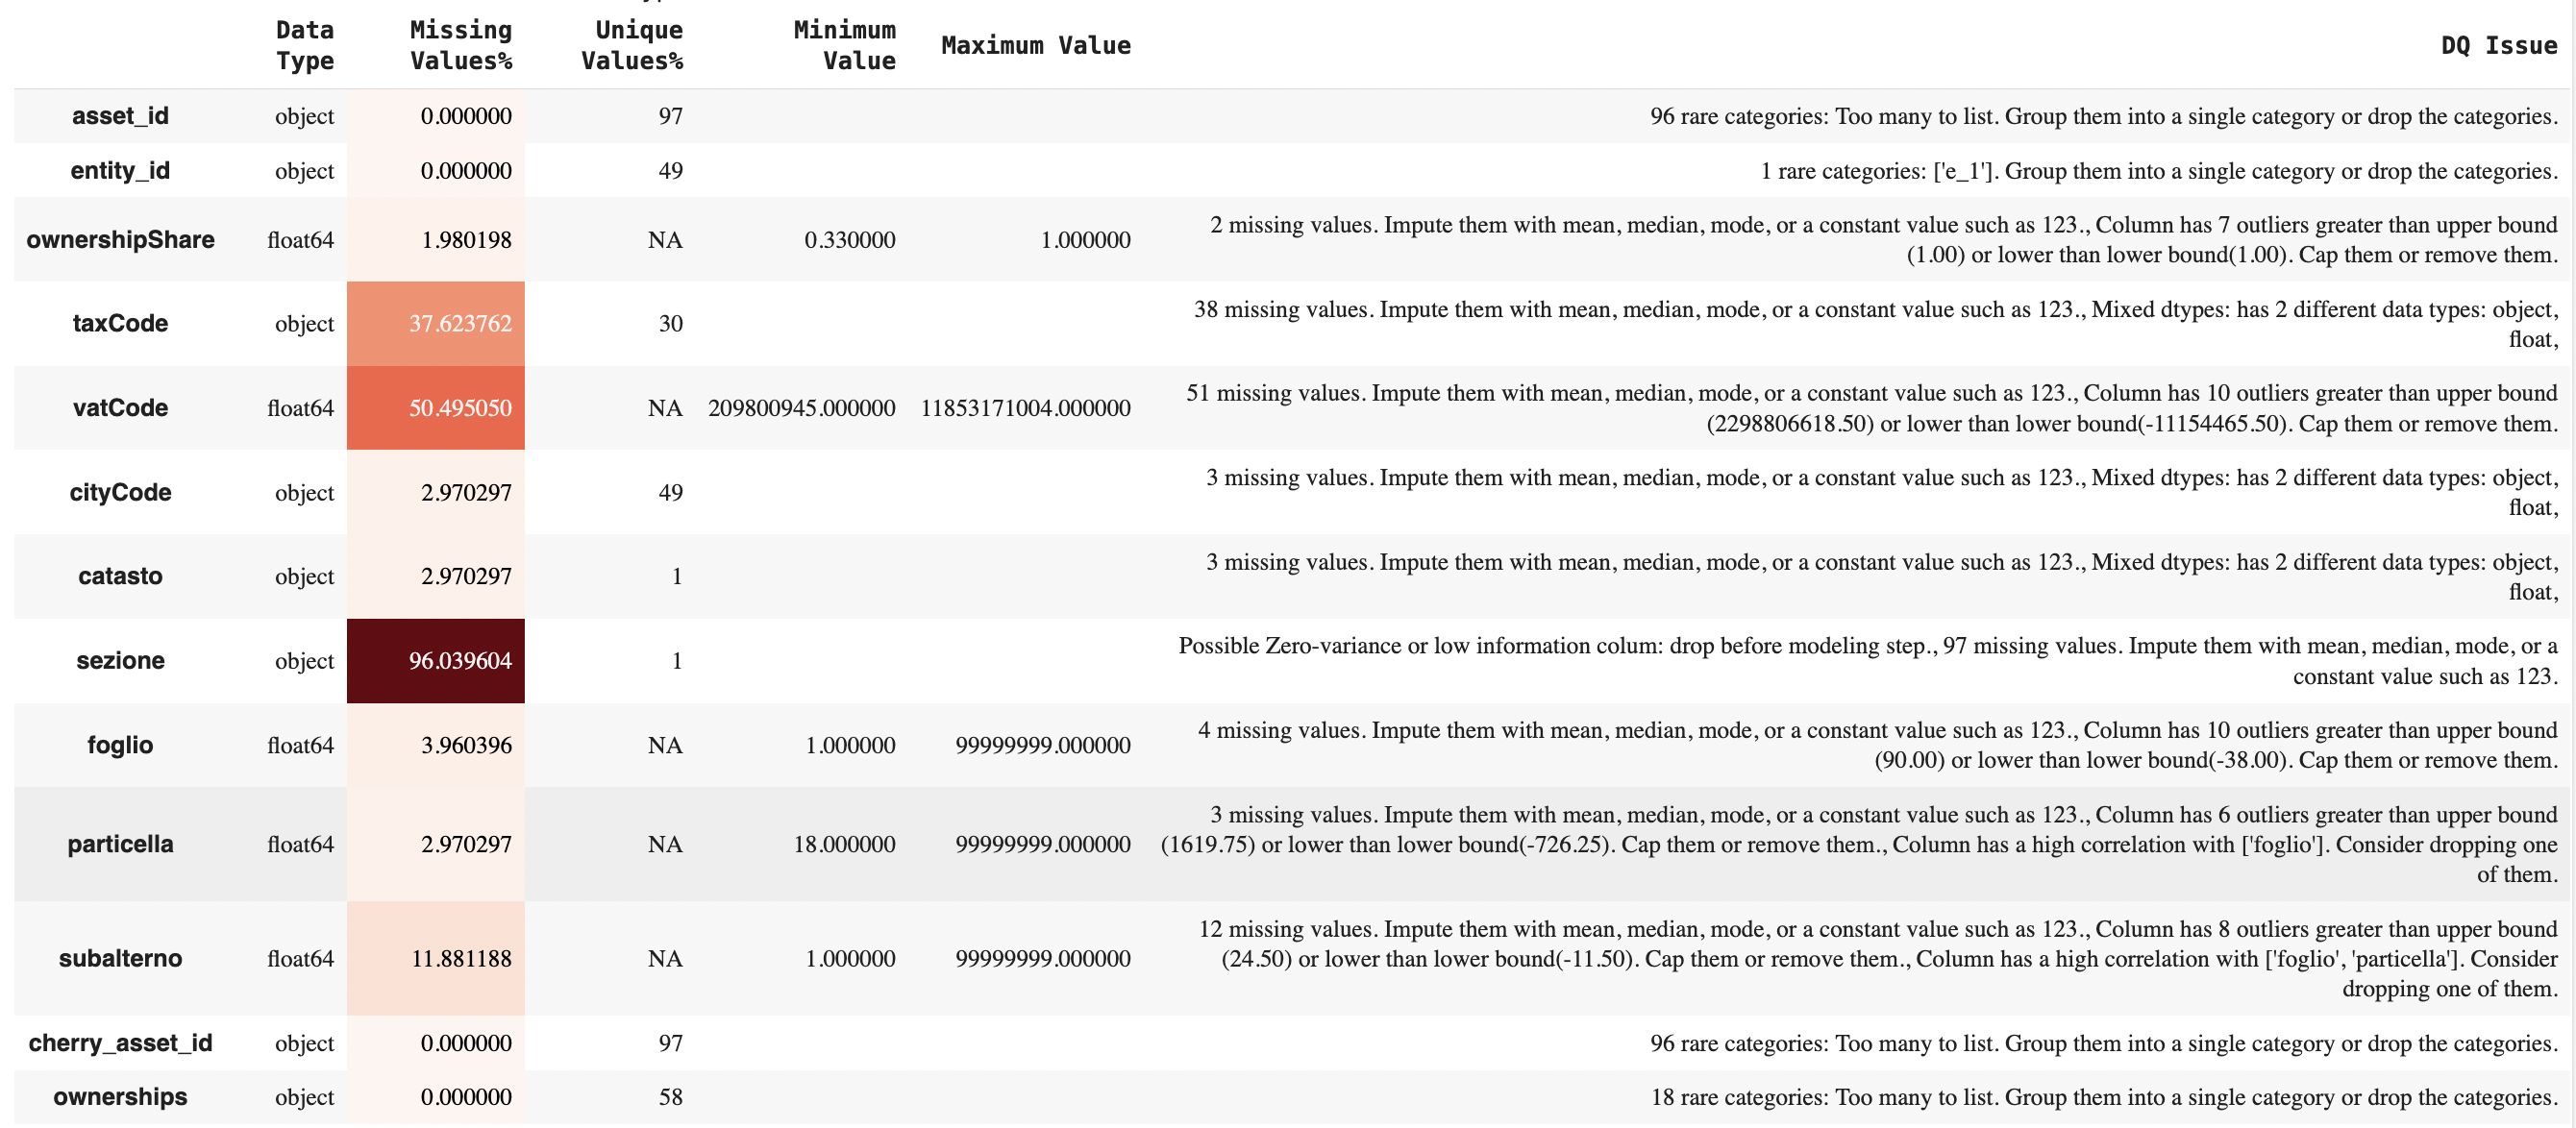 Data Type Missing Values% Unique Values% Minimum Value Maximum Value DQ Issue
asset_id object 0.000000 97 96 rare categories: Too many to list. Group them into a single category or drop the categories.
entity_id object 0.000000 49 1 rare categories: ['e_1']. Group them into a single category or drop the categories.
ownershipShare float64 1.980198 NA 0.330000 1.000000 2 missing values. Impute them with mean, median, mode, or a constant value such as 123., Column has 7 outliers greater than upper bound
(1.00) or lower than lower bound(1.00). Cap them or remove them.
taxCode object 37.623762 30 38 missing values. Impute them with mean, median, mode, or a constant value such as 123., Mixed dtypes: has 2 different data types: object,
float,
vatCode float64 50.495050 NA 209800945.000000 11853171004.000000 51 missing values. Impute them with mean, median, mode, or a constant value such as 123., Column has 10 outliers greater than upper bound
(2298806618.50) or lower than lower bound(-11154465.50). Cap them or remove them.
cityCode object 2.970297 49 3 missing values. Impute them with mean, median, mode, or a constant value such as 123., Mixed dtypes: has 2 different data types: object,
float,
catasto object 2.970297 1 3 missing values. Impute them with mean, median, mode, or a constant value such as 123., Mixed dtypes: has 2 different data types: object,
float,
sezione object 96.039604 1 Possible Zero-variance or low information colum: drop before modeling step., 97 missing values. Impute them with mean, median, mode, or a
constant value such as 123.
foglio float64 3.960396 NA 1.000000 99999999.000000 4 missing values. Impute them with mean, median, mode, or a constant value such as 123., Column has 10 outliers greater than upper bound
(90.00) or lower than lower bound(-38.00). Cap them or remove them.
particella float64 2.970297 NA 18.000000 99999999.000000 3 missing values. Impute them with mean, median, mode, or a constant value such as 123., Column has 6 outliers greater than upper bound
(1619.75) or lower than lower bound(-726.25). Cap them or remove them., Column has a high correlation with ['foglio']. Consider dropping one
of them.
subalterno float64 11.881188 NA 1.000000 99999999.000000 12 missing values. Impute them with mean, median, mode, or a constant value such as 123., Column has 8 outliers greater than upper bound
(24.50) or lower than lower bound(-11.50). Cap them or remove them., Column has a high correlation with ['foglio', 'particella']. Consider
dropping one of them.
cherry_asset_id object 0.000000 97 96 rare categories: Too many to list. Group them into a single category or drop the categories.
ownerships object 0.000000 58 18 rare categories: Too many to list. Group them into a single category or drop the categories.